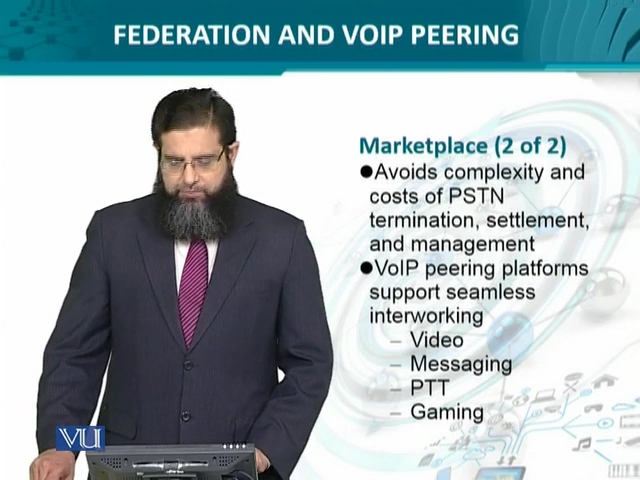 FEDERATION AND VOIP PEERING
Marketplace (2 of 2)
●Avoids complexity and
costs of PSTN
termination, settlement,
and management
●VoIP peering platforms
support seamless
interworking
– Video
– Messaging
– PTT
– Gaming
VU